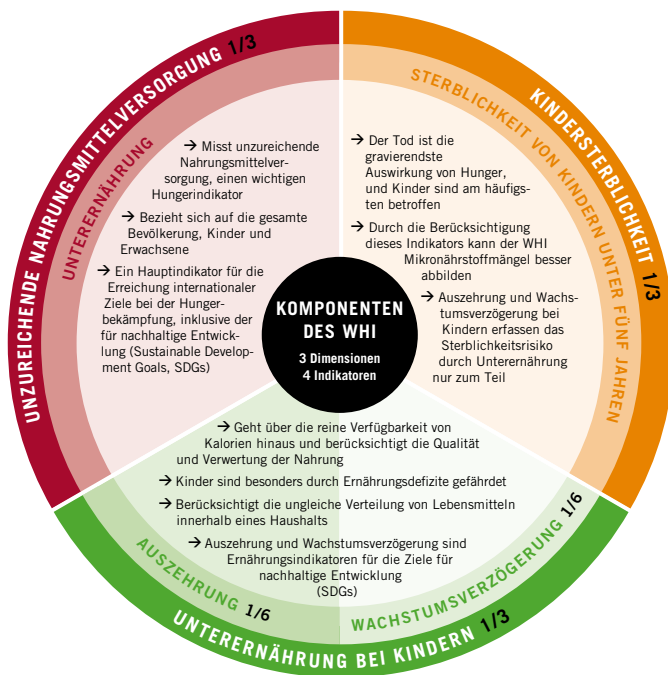 UNZUREICHENDE NAHRUNGSMITTELVERSORGUNG 1/3
UNTERERNÄHRUNG
→ Misst unzureichende
Nahrungsmittelver-
sorgung, einen wichtigen
Hungerindikator
→ Bezieht sich auf die gesamte
Bevölkerung, Kinder und
Erwachsene
→ Ein Hauptindikator für die
Erreichung internationaler
Ziele bei der Hunger-
bekämpfung, inklusive der
für nachhaltige Entwick-
lung (Sustainable Develop-
ment Goals, SDGs)
KINDERSTERBLICHKEIT 1/3
STERBLICHKEIT VON KINDERN UNTER FÜNF JAHREN
→ Der Tod ist die
gravierendste
Auswirkung von Hunger,
und Kinder sind am häufigs-
ten betroffen
→ Durch die Berücksichtigung
dieses Indikators kann der WHI
Mikronährstoffmängel besser
abbilden
→ Auszehrung und Wachs-
tumsverzögerung bei
Kindern erfassen das
Sterblichkeitsrisiko
durch Unterernährung
nur zum Teil
KOMPONENTEN
DES WHI
3 Dimensionen
4 Indikatoren
→ Geht über die reine Verfügbarkeit von
Kalorien hinaus und berücksichtigt die Qualität
und Verwertung der Nahrung
→ Kinder sind besonders durch Ernährungsdefizite gefährdet
→ Berücksichtigt die ungleiche Verteilung von Lebensmitteln
innerhalb eines Haushalts
→ Auszehrung und Wachstumsverzögerung sind
Ernährungsindikatoren für die Ziele für
nachhaltige Entwicklung
(SDGs)
AUSZEHRUNG 1/6
WACHSTUMSVERZÖGERUNG 1/6
UNTERERNÄHRUNG BEI KINDERN 1/3